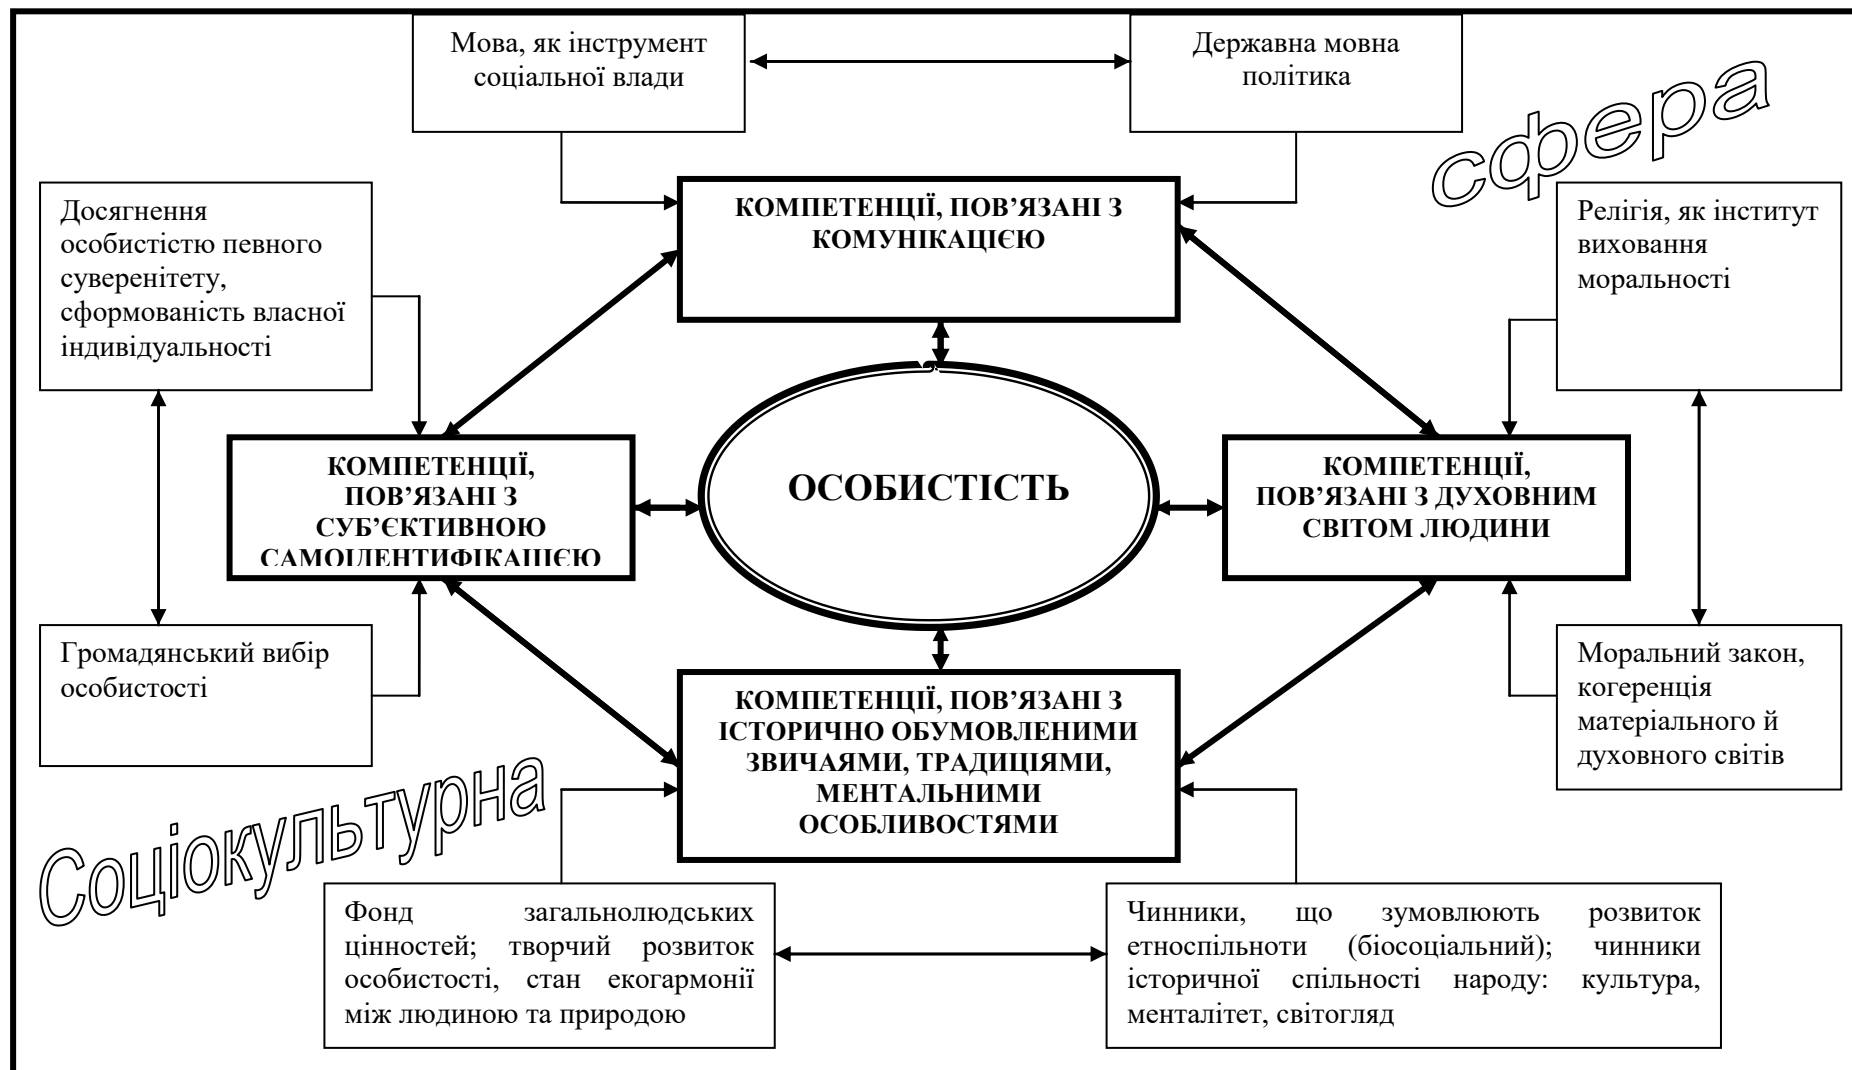 Мова, як інструмент
соціальної влади
Державна мовна
політика
сфера
КОМПЕТЕНЦІЇ, ПОВ’ЯЗАНІ З
КОМУНІКАЦІЄЮ
Досягнення
особистістю певного
суверенітету,
сформованість власної
індивідуальності
Релігія, як інститут
виховання
моральності
КОМПЕТЕНЦІЇ,
ПОВ’ЯЗАНІ З
СУБ’ЄКТИВНОЮ
САМОІДЕНТИФІКАЦІЄЮ
ОСОБИСТІСТЬ
КОМПЕТЕНЦІЇ,
ПОВ’ЯЗАНІ З ДУХОВНИМ
СВІТОМ ЛЮДИНИ
Громадянський вибір
особистості
КОМПЕТЕНЦІЇ, ПОВ’ЯЗАНІ З
ІСТОРИЧНО ОБУМОВЛЕНИМИ
ЗВИЧАЯМИ, ТРАДИЦІЯМИ,
МЕНТАЛЬНИМИ
ОСОБЛИВОСТЯМИ
Моральний закон,
когеренція
матеріального й
духовного світів
Соціокультурна
Фонд загальнолюдських
цінностей; творчий розвиток
особистості, стан екогармонії
між людиною та природою
Чинники, що зумовлюють розвиток
етноспільноти (біосоціальний); чинники
історичної спільності народу: культура,
менталітет, світогляд